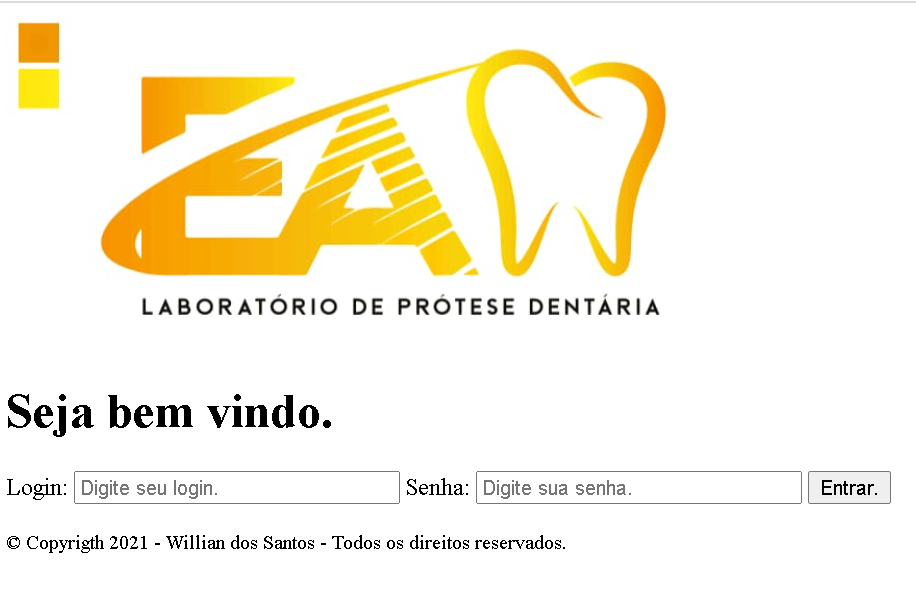 EA
LABORATÓRIO DE PRÓTESE DENTÁRIA
Seja bem vindo.
Login: Digite seu login. Senha: Digite sua senha. Entrar.
© Copyrigth 2021 - Willian dos Santos - Todos os direitos reservados.